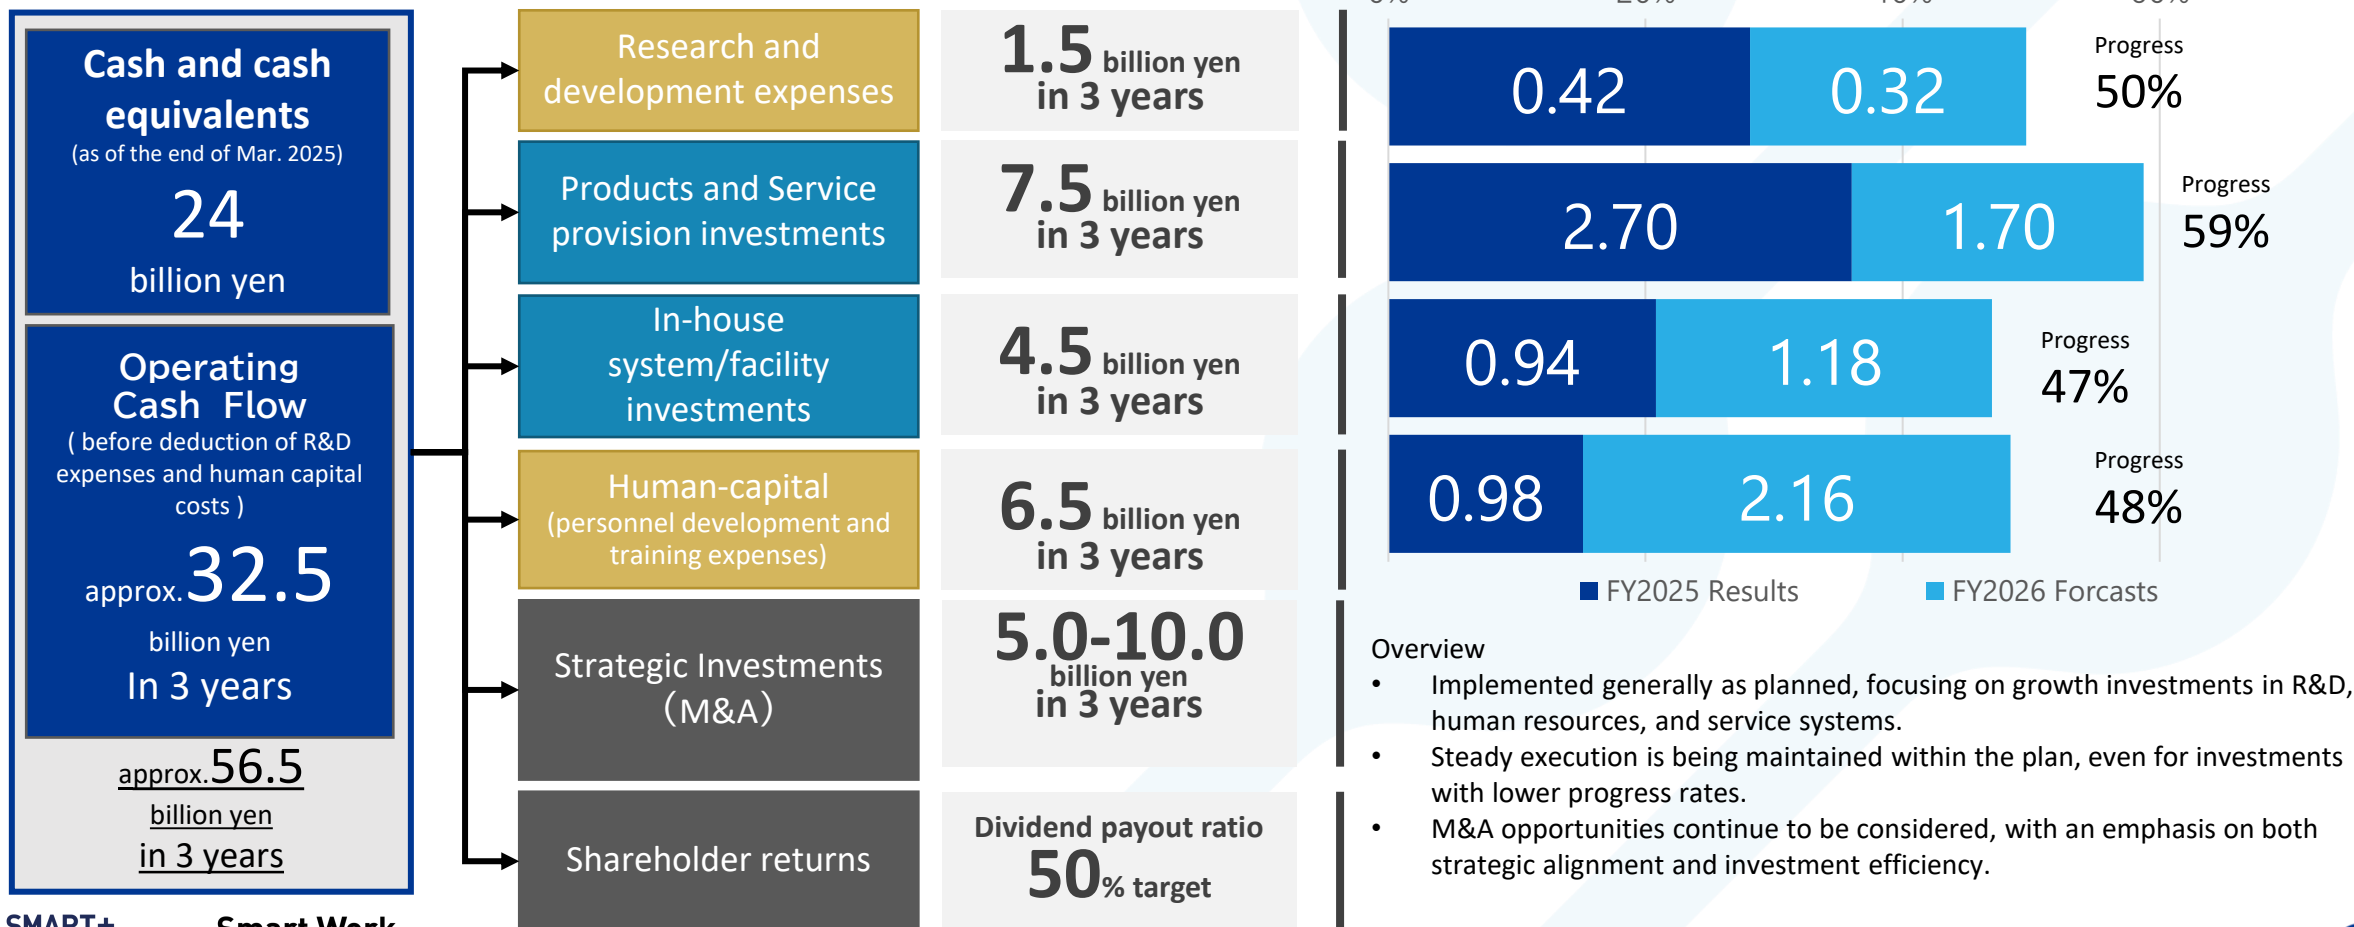 Cash and cash
equivalents
(as of the end of Mar. 2025)
24
billion yen
Operating
Cash Flow
( before deduction of R&D
expenses and human capital
costs )
approx.32.5
billion yen
In 3 years
approx.56.5
billion yen
in 3 years
Research and
development expenses
1.5 billion yen
in 3 years
Products and Service
provision investments
7.5 billion yen
in 3 years
In-house
system/facility
investments
4.5 billion yen
in 3 years
Human-capital
(personnel development and
training expenses)
6.5 billion yen
in 3 years
Strategic Investments
（M&A）
5.0-10.0
billion yen
in 3 years
Shareholder returns
Dividend payout ratio
50% target
0.42 0.32
Progress
50%
2.70 1.70
Progress
59%
0.94 1.18
Progress
47%
0.98 2.16
Progress
48%
FY2025 Results FY2026 Forcasts
Overview
• Implemented generally as planned, focusing on growth investments in R&D,
human resources, and service systems.
• Steady execution is being maintained within the plan, even for investments
with lower progress rates.
• M&A opportunities continue to be considered, with an emphasis on both
strategic alignment and investment efficiency.
SMART+
Smart Work